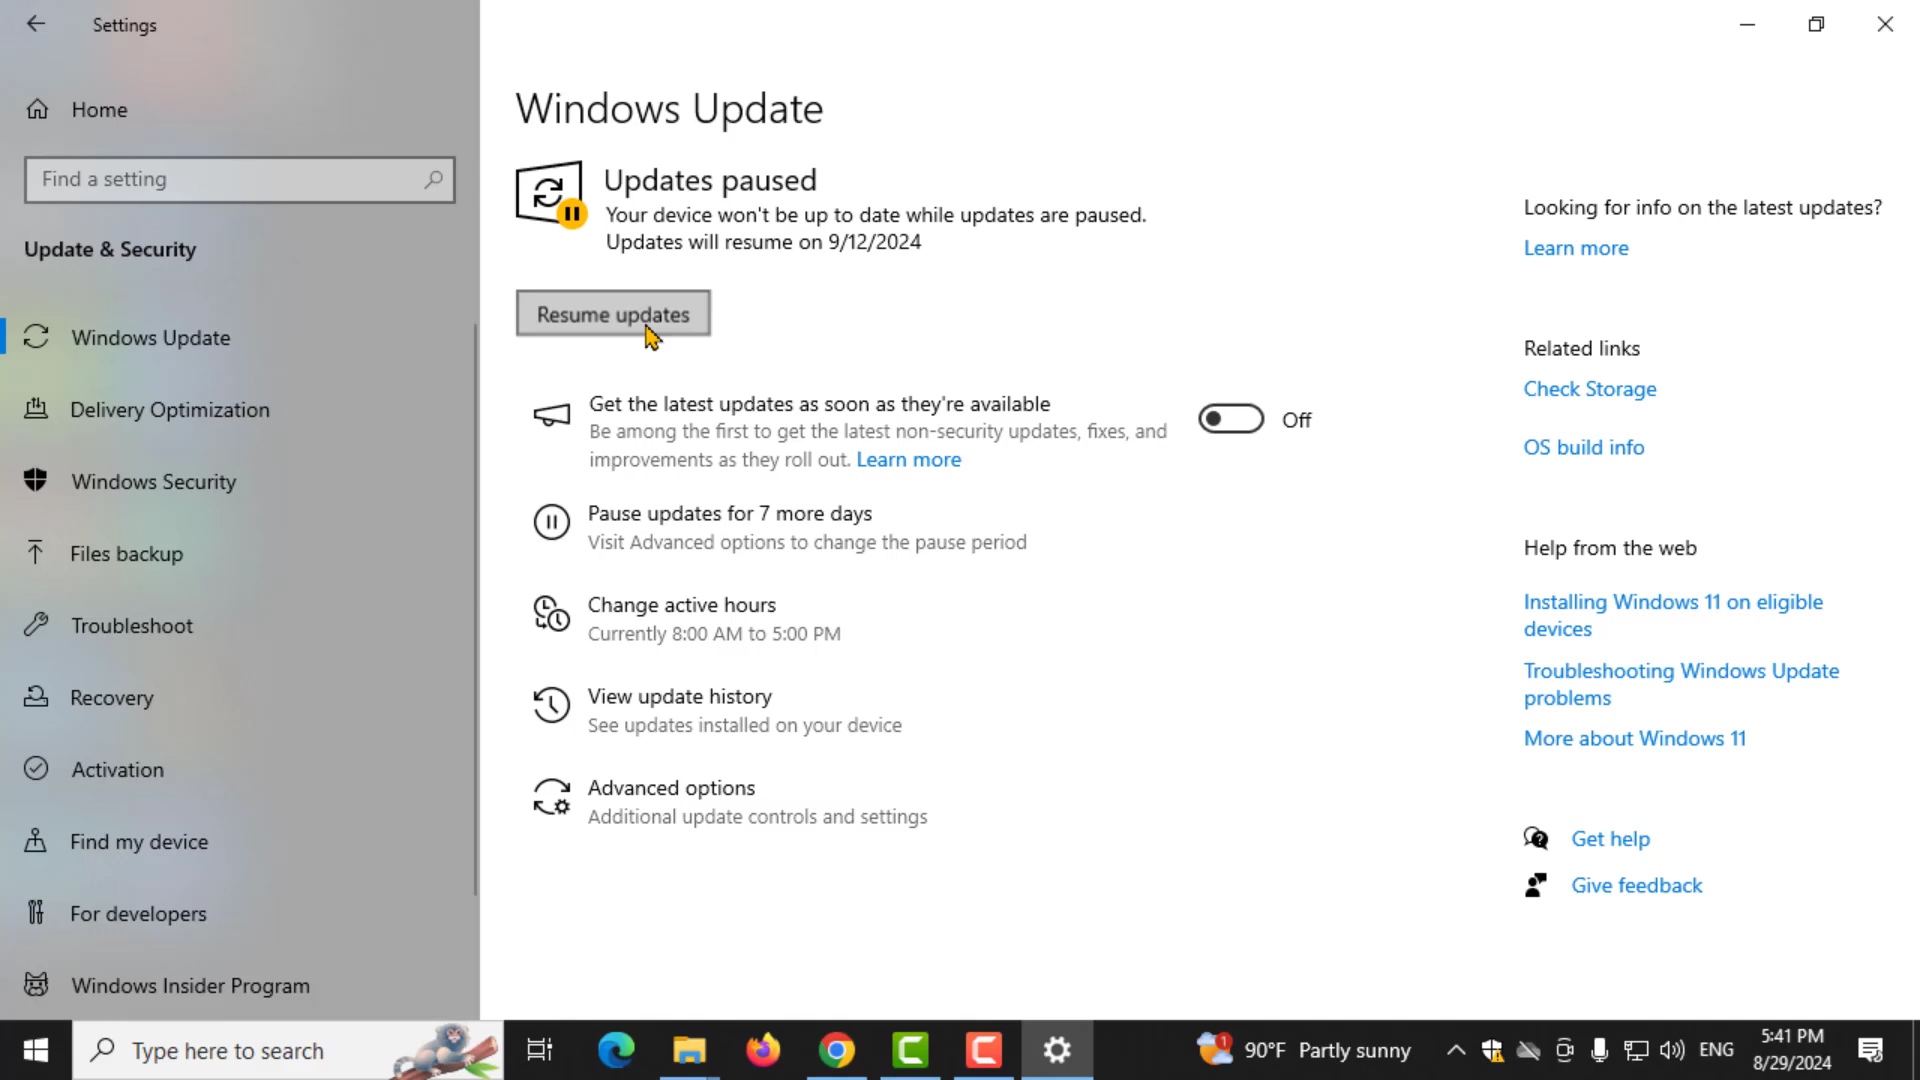 Settings
Home
Find a setting
Update & Security
Windows Update
Delivery Optimization
Windows Security
Files backup
Troubleshoot
Recovery
Activation
Find my device
For developers
Windows Insider Program
Windows Update
Updates paused
Your device won't be up to date while updates are paused.
Updates will resume on 9/12/2024
Resume updates
Get the latest updates as soon as they're available
Be among the first to get the latest non-security updates, fixes, and
improvements as they roll out. Learn more
Off
Pause updates for 7 more days
Visit Advanced options to change the pause period
Change active hours
Currently 8:00 AM to 5:00 PM
View update history
See updates installed on your device
Advanced options
Additional update controls and settings
Looking for info on the latest updates?
Learn more
Related links
Check Storage
OS build info
Help from the web
Installing Windows 11 on eligible
devices
Troubleshooting Windows Update
problems
More about Windows 11
Get help
Give feedback
Type here to search
1
90°F Partly sunny
ENG
5:41 PM
8/29/2024